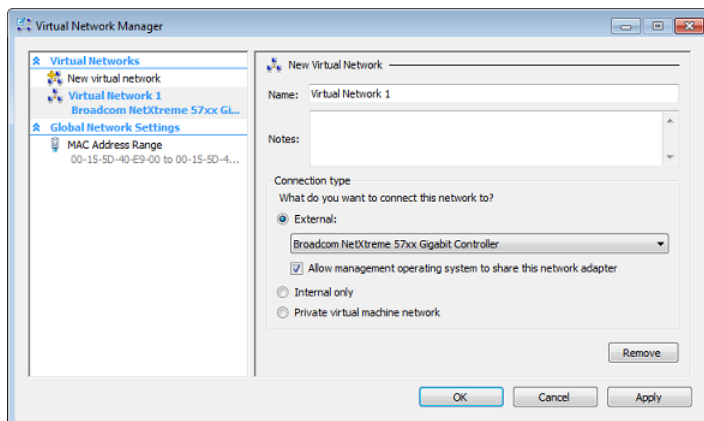 Virtual Network Manager
Virtual Networks
New virtual network
Virtual Network 1
Broadcom NetXtreme 57xx Gi...
Global Network Settings
MAC Address Range
00-15-5D-40-E9-00 to 00-15-5D-4...
New Virtual Network
Name: Virtual Network 1
Notes:
Connection type
What do you want to connect this network to?
External:
Broadcom NetXtreme 57xx Gigabit Controller
Allow management operating system to share this network adapter
Internal only
Private virtual machine network
Remove
OK Cancel Apply